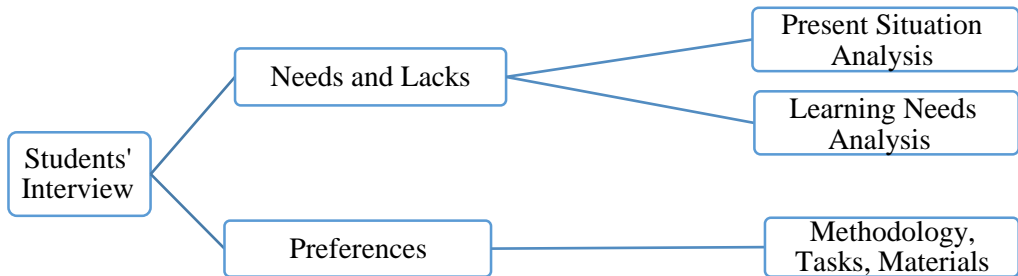 Present Situation
Analysis
Needs and Lacks
Learning Needs
Analysis
Students'
Interview
Preferences
Methodology,
Tasks, Materials